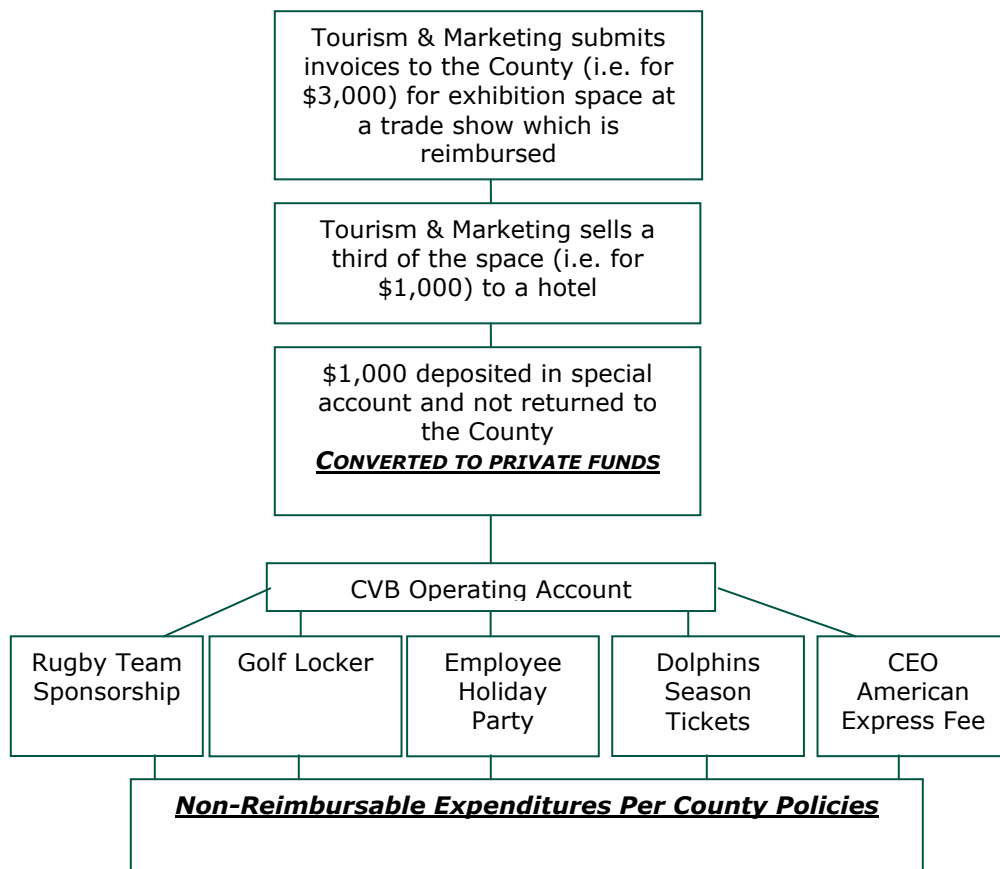 Tourism & Marketing submits
invoices to the County (i.e. for
$3,000) for exhibition space at
a trade show which is
reimbursed
Tourism & Marketing sells a
third of the space (i.e. for
$1,000) to a hotel
$1,000 deposited in special
account and not returned to
the County
CONVERTED TO PRIVATE FUNDS
CVB Operating Account
Rugby Team
Sponsorship
Golf Locker
Employee
Holiday
Party
Dolphins
Season
Tickets
CEO
American
Express Fee
Non-Reimbursable Expenditures Per County Policies